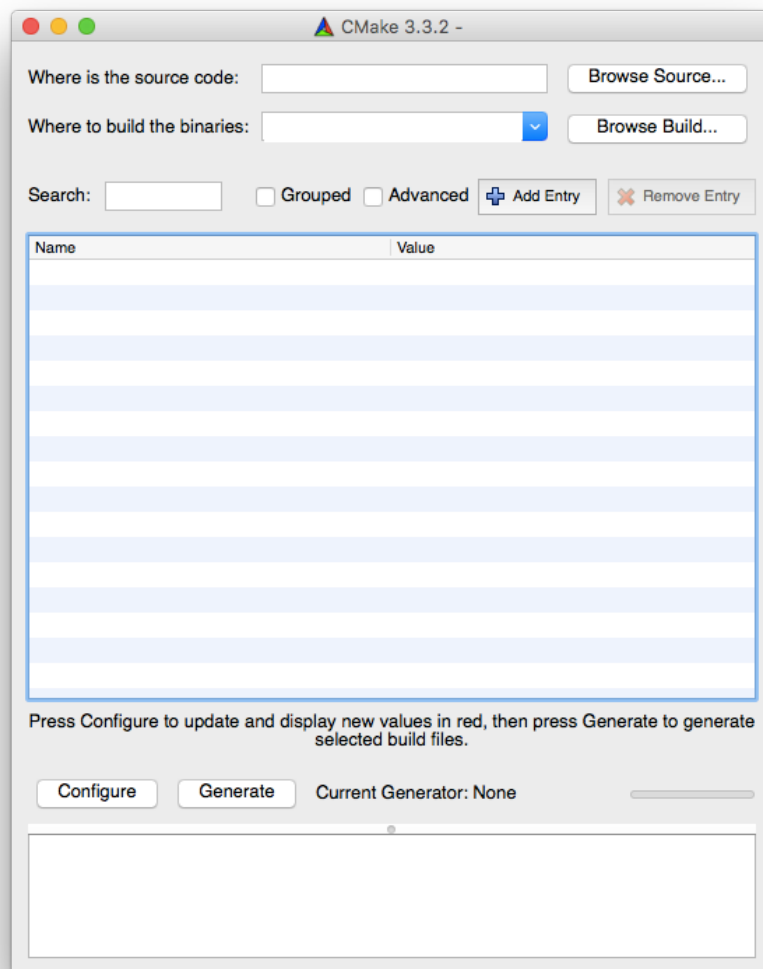 CMake 3.3.2 -
Where is the source code: Browse Source...
Where to build the binaries: Browse Build...
Search: Grouped Advanced Add Entry Remove Entry
Name Value
Press Configure to update and display new values in red, then press Generate to generate
selected build files.
Configure Generate Current Generator: None